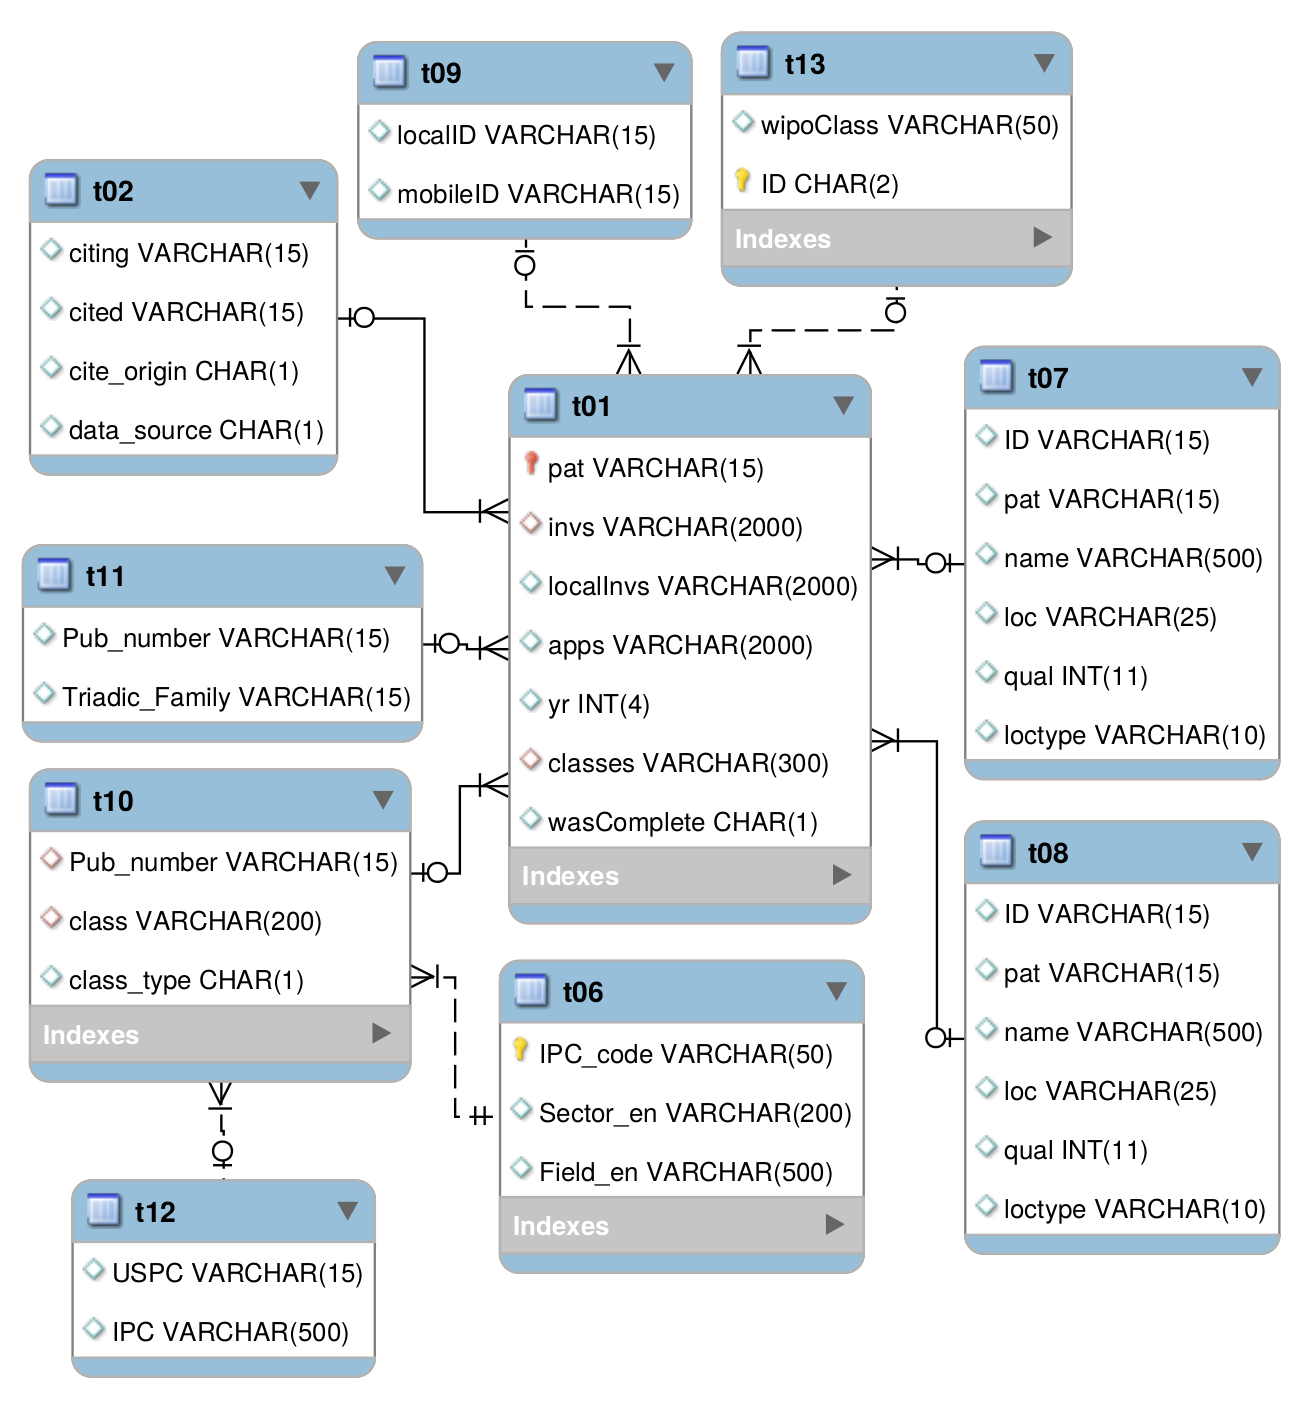 t09
localID VARCHAR(15)
mobileID VARCHAR(15)
t13
wipoClass VARCHAR(50)
ID CHAR(2)
Indexes
t02
citing VARCHAR(15)
cited VARCHAR(15)
cite_origin CHAR(1)
data_source CHAR(1)
t01
pat VARCHAR(15)
invs VARCHAR(2000)
localInvs VARCHAR(2000)
apps VARCHAR(2000)
yr INT(4)
classes VARCHAR(300)
wasComplete CHAR(1)
Indexes
t07
ID VARCHAR(15)
pat VARCHAR(15)
name VARCHAR(500)
loc VARCHAR(25)
qual INT(11)
loctype VARCHAR(10)
t11
Pub_number VARCHAR(15)
Triadic_Family VARCHAR(15)
t10
Pub_number VARCHAR(15)
class VARCHAR(200)
class_type CHAR(1)
Indexes
t08
ID VARCHAR(15)
pat VARCHAR(15)
name VARCHAR(500)
loc VARCHAR(25)
qual INT(11)
loctype VARCHAR(10)
t06
IPC_code VARCHAR(50)
Sector_en VARCHAR(200)
Field_en VARCHAR(500)
Indexes
t12
USPC VARCHAR(15)
IPC VARCHAR(500)